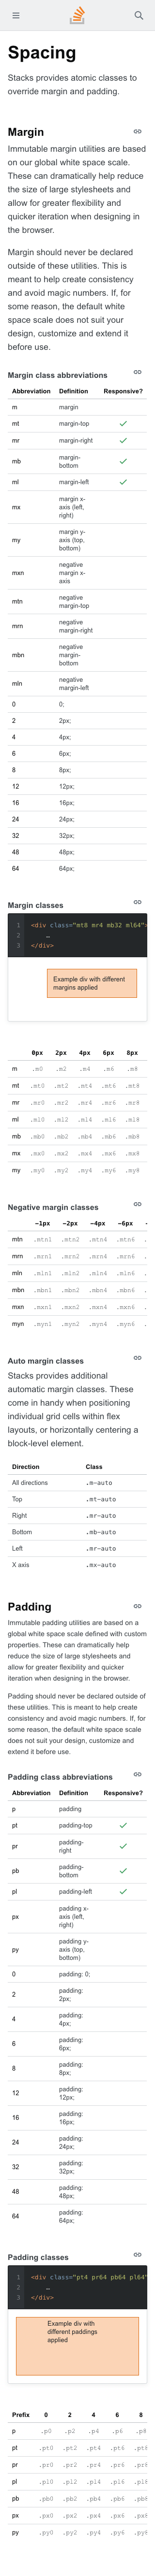 Spacing
Stacks provides atomic classes to
override margin and padding.
Margin
Immutable margin utilities are based
on our global white space scale.
These can dramatically help reduce
the size of large stylesheets and
allow for greater flexibility and
quicker iteration when designing in
the browser.
Margin should never be declared
outside of these utilities. This is
meant to help create consistency
and avoid magic numbers. If, for
some reason, the default white
space scale does not suit your
design, customize and extend it
before use.
Margin class abbreviations
Abbreviation Definition Responsive?
m margin
mt margin-top
mr margin-right
mb margin-
bottom
ml margin-left
mx margin x-
axis (left,
right)
my margin y-
axis (top,
bottom)
mxn negative
margin x-
axis
mtn negative
margin-top
mrn negative
margin-right
mbn negative
margin-
bottom
mln negative
margin-left
0 0;
2 2px;
4 4px;
6 6px;
8 8px;
12 12px;
16 16px;
24 24px;
32 32px;
48 48px;
64 64px;
Margin classes
1 <div class="mt8 mr4 mb32 ml64">
2 …
3 </div>
Example div with different
margins applied
0px 2px 4px 6px 8px
m .m0 .m2 .m4 .m6 .m8
mt .mt0 .mt2 .mt4 .mt6 .mt8
mr .mr0 .mr2 .mr4 .mr6 .mr8
ml .ml0 .ml2 .ml4 .ml6 .ml8
mb .mb0 .mb2 .mb4 .mb6 .mb8
mx .mx0 .mx2 .mx4 .mx6 .mx8
my .my0 .my2 .my4 .my6 .my8
Negative margin classes
−1px −2px −4px −6px
mtn .mtn1 .mtn2 .mtn4 .mtn6
mrn .mrn1 .mrn2 .mrn4 .mrn6
mln .mln1 .mln2 .mln4 .mln6
mbn .mbn1 .mbn2 .mbn4 .mbn6
mxn .mxn1 .mxn2 .mxn4 .mxn6
myn .myn1 .myn2 .myn4 .myn6
Auto margin classes
Stacks provides additional
automatic margin classes. These
come in handy when positioning
individual grid cells within flex
layouts, or horizontally centering a
block-level element.
Direction Class
All directions .m-auto
Top .mt-auto
Right .mr-auto
Bottom .mb-auto
Left .mr-auto
X axis .mx-auto
Padding
Immutable padding utilities are based on a
global white space scale defined with custom
properties. These can dramatically help
reduce the size of large stylesheets and
allow for greater flexibility and quicker
iteration when designing in the browser.
Padding should never be declared outside of
these utilities. This is meant to help create
consistency and avoid magic numbers. If, for
some reason, the default white space scale
does not suit your design, customize and
extend it before use.
Padding class abbreviations
Abbreviation Definition Responsive?
p padding
pt padding-top
pr padding-
right
pb padding-
bottom
pl padding-left
px padding x-
axis (left,
right)
py padding y-
axis (top,
bottom)
0 padding: 0;
2 padding:
2px;
4 padding:
4px;
6 padding:
6px;
8 padding:
8px;
12 padding:
12px;
16 padding:
16px;
24 padding:
24px;
32 padding:
32px;
48 padding:
48px;
64 padding:
64px;
Padding classes
1 <div class="pt4 pr64 pb64 pl64"
2 …
3 </div>
Example div with
different paddings
applied
Prefix 0 2 4 6 8
p .p0 .p2 .p4 .p6 .p8
pt .pt0 .pt2 .pt4 .pt6 .pt8
pr .pr0 .pr2 .pr4 .pr6 .pr8
pl .pl0 .pl2 .pl4 .pl6 .pl8
pb .pb0 .pb2 .pb4 .pb6 .pb8
px .px0 .px2 .px4 .px6 .px8
py .py0 .py2 .py4 .py6 .py8